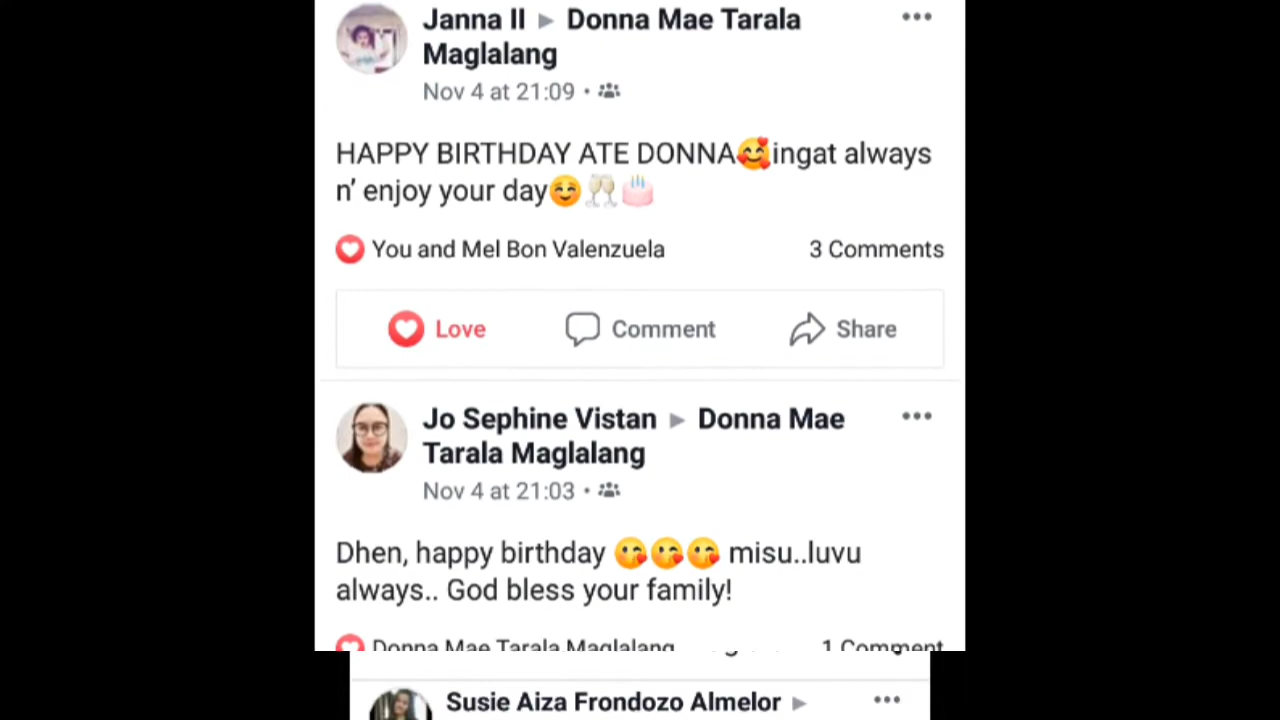 Janna II ▸ Donna Mae Tarala
Maglalang
Nov 4 at 21:09 •
HAPPY BIRTHDAY ATE DONNA🥰ingat always
n' enjoy your day☺️🥂🎂
You and Mel Bon Valenzuela 3 Comments
Love Comment Share
Jo Sephine Vistan ▸ Donna Mae
Tarala Maglalang
Nov 4 at 21:03 •
Dhen, happy birthday 😘😘😘 misu..luvu
always.. God bless your family!
Donna Mae Tarala Maglalang 1 Comment
Susie Aiza Frondozo Almelor ▸